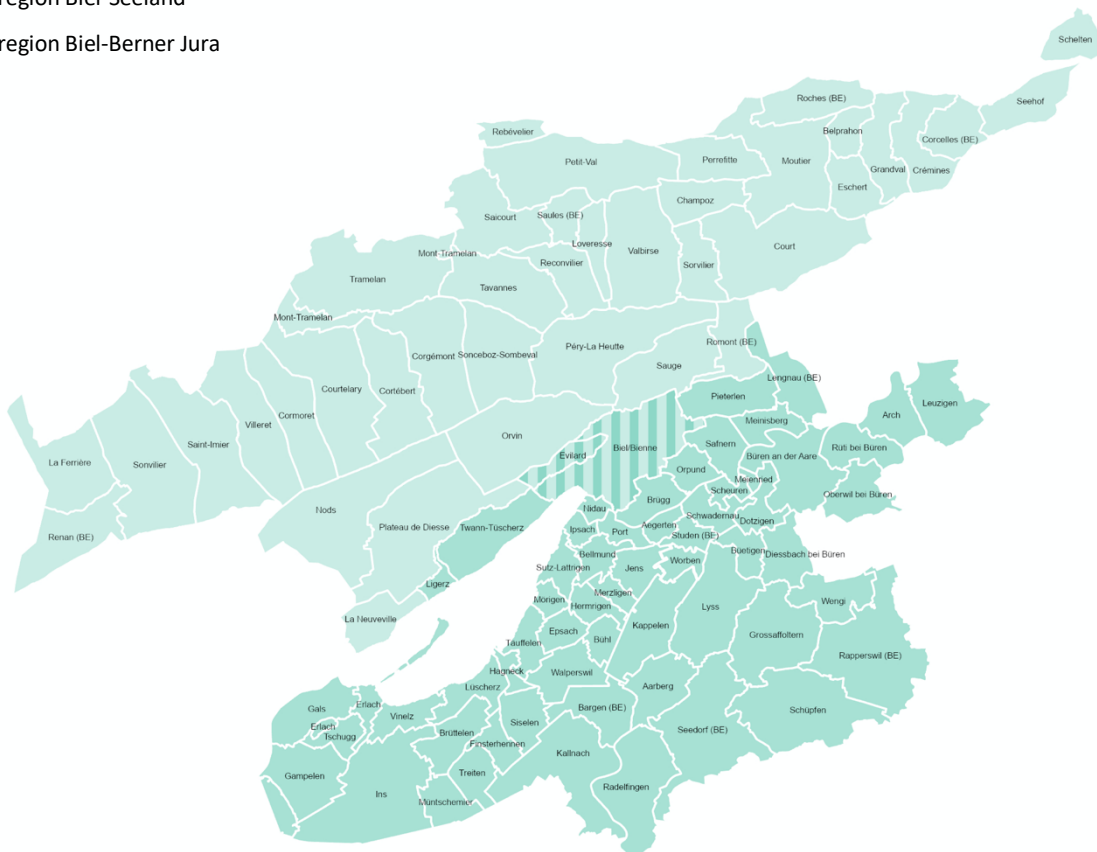 region Biel-Seeland
region Biel-Berner Jura
Schelten
Seehof
Roches (BE)
Rebévelier
Belprahon
Corcelles (BE)
Petit-Val
Perrefitte
Moutier
Grandval
Crémines
Eschert
Champoz
Saicourt
Saules (BE)
Loveresse
Valbirse
Court
Mont-Tramelan
Reconvilier
Sorvilier
Tramelan
Tavannes
Mont-Tramelan
Romont (BE)
Péry-La Heutte
Corgémont
Sonceboz-Sombeval
Sauge
Lengnau (BE)
Courtelary
Cortébert
Pieterlen
Leuzigen
Cormoret
Arch
Villeret
Meinisberg
Saint-Imier
Orvin
Safnern
Biel/Bienne
Rüti bei Büren
Evilard
Büren an der Aare
La Ferrière
Sonvilier
Orpund
Meienried
Scheuren
Oberwil bei Büren
Brügg
Nods
Nidau
Schwadernau
Dotzigen
Plateau de Diesse
Twann-Tüscherz
Aegerten
Ipsach
Port
Studen (BE)
Renan (BE)
Büetigen
Diessbach bei Büren
Bellmund
Worben
Sutz-Lattrigen
Jens
Ligerz
Merzligen
Mörigen
Wengi
Hermrigen
Lyss
La Neuveville
Kappelen
Epsach
Grossaffoltern
Bühl
Täuffelen
Rapperswil (BE)
Hagneck
Walperswil
Aarberg
Lüscherz
Gals
Erlach
Bargen (BE)
Schüpfen
Vinelz
Siselen
Erlach
Seedorf (BE)
Brüttelen
Tschugg
Finsterhennen
Kallnach
Treiten
Gampelen
Radelfingen
Ins
Müntschemier